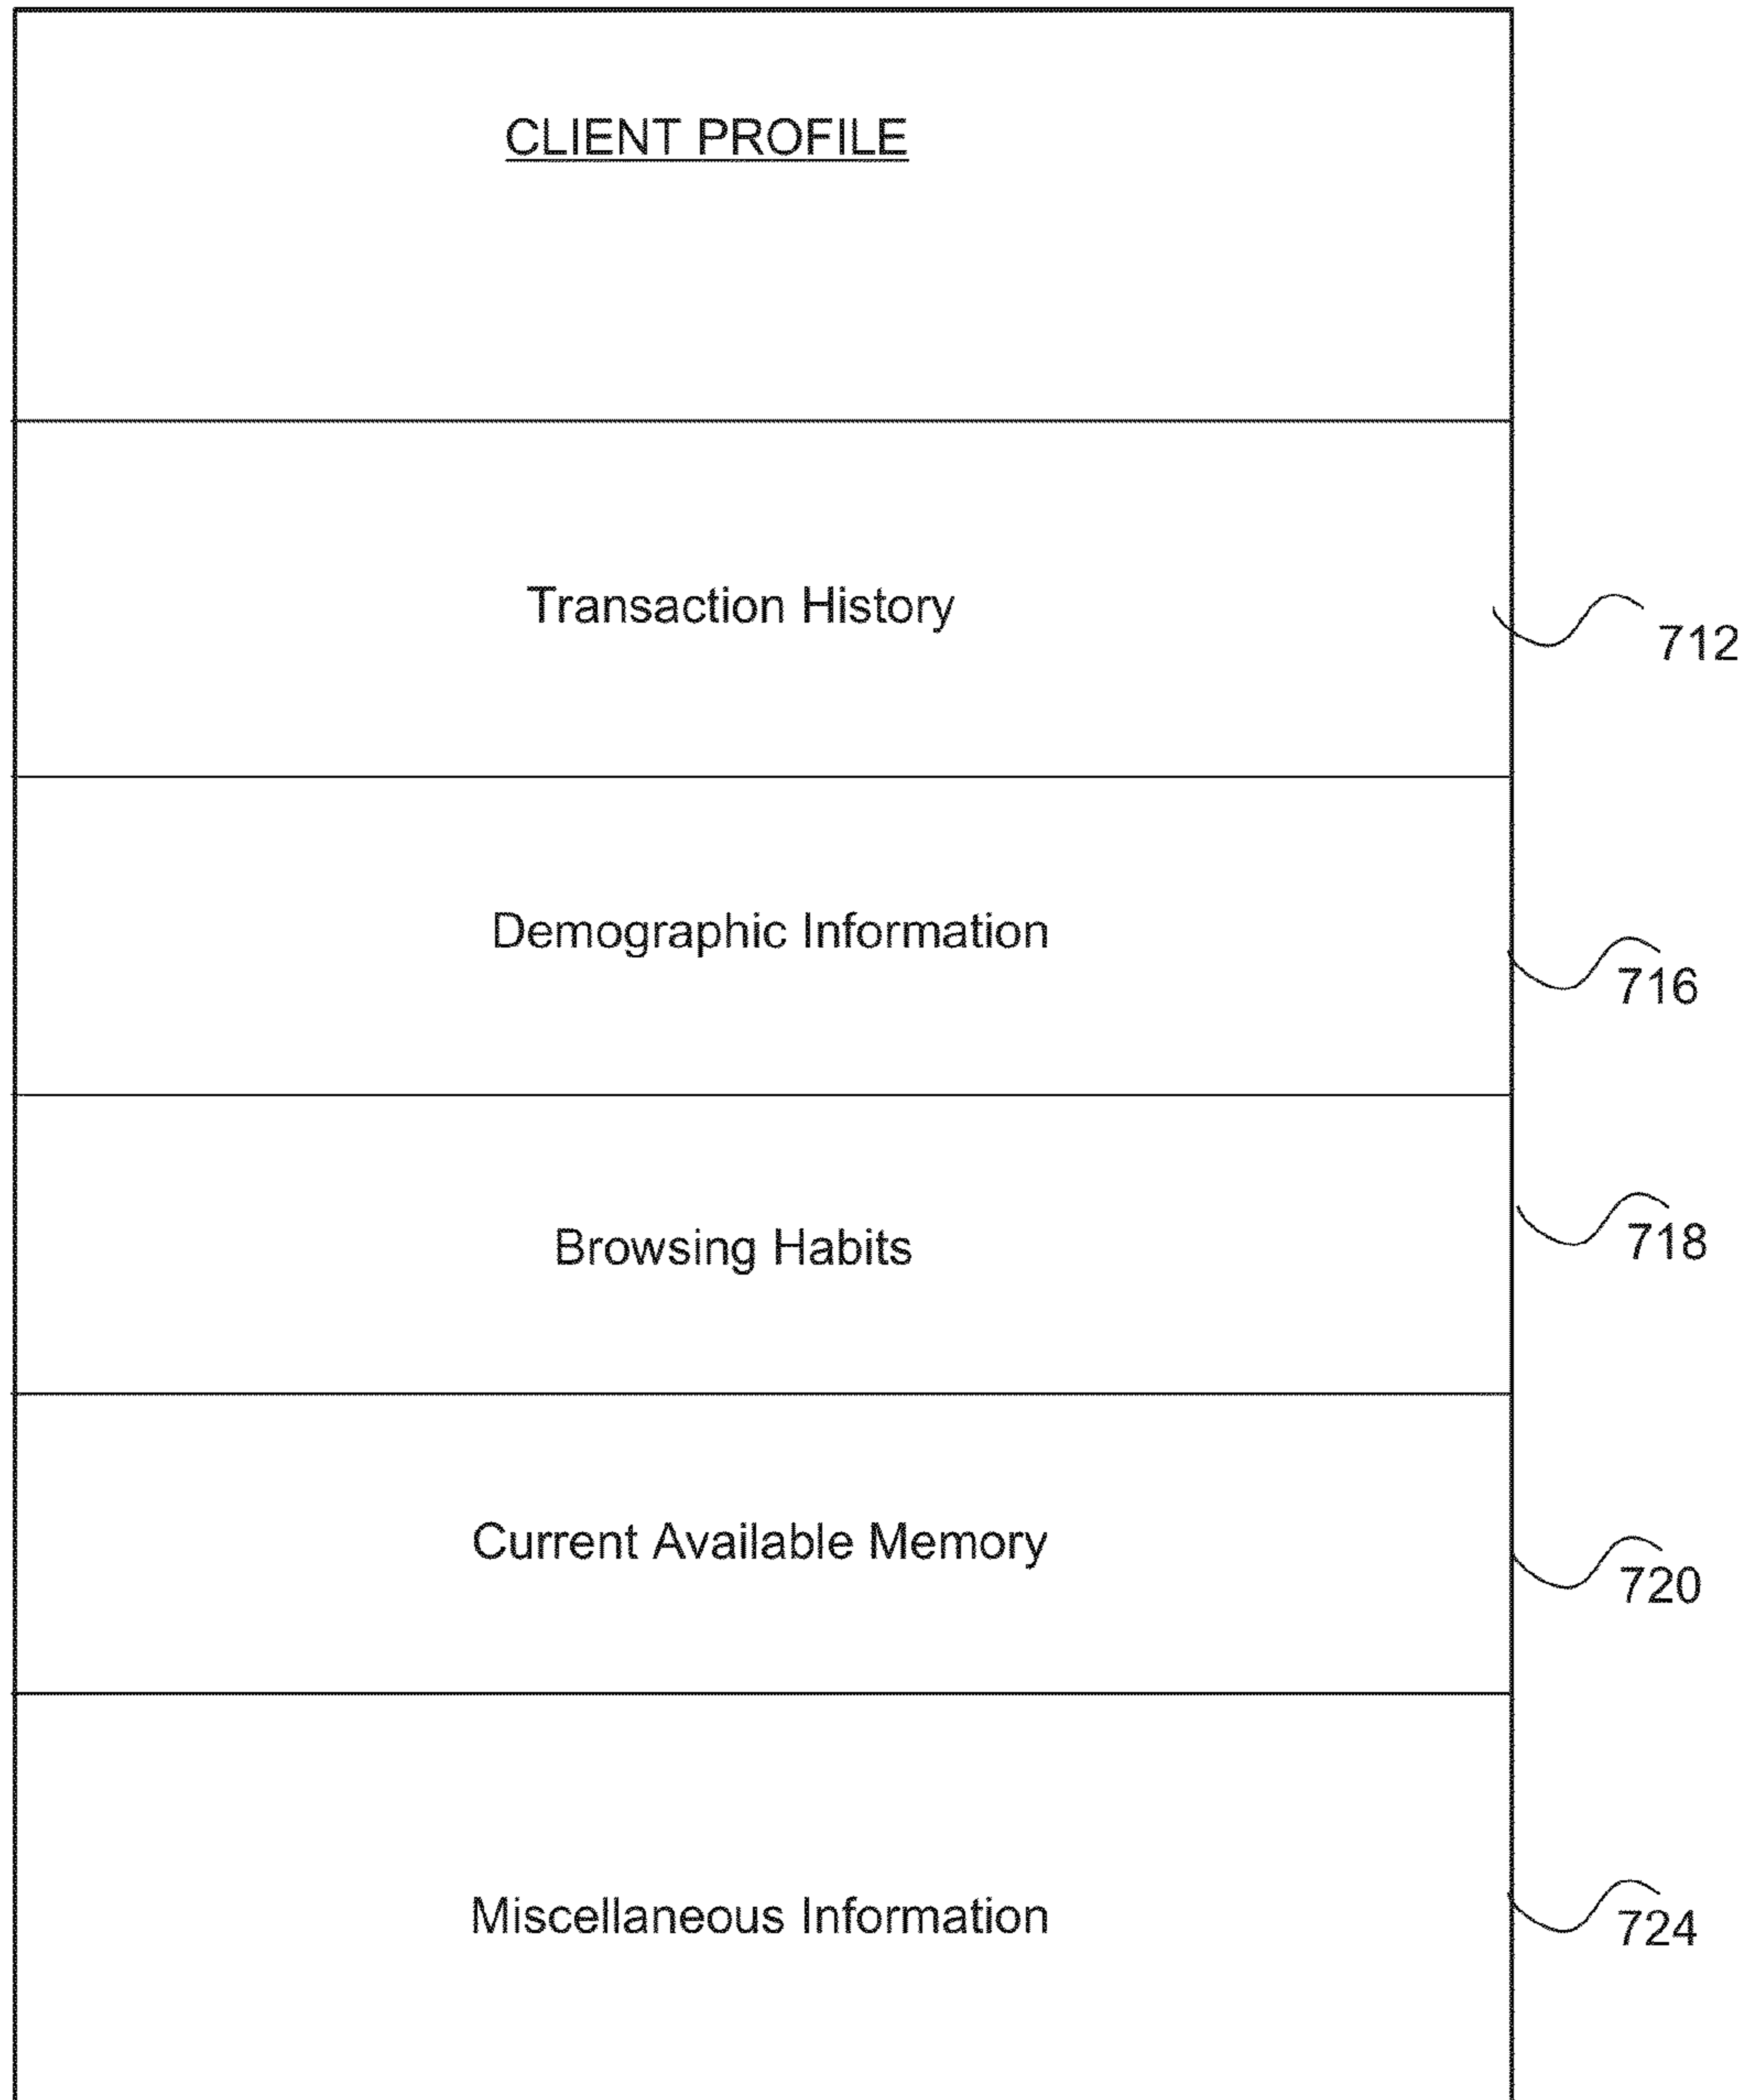 CLIENT PROFILE
Transaction History
712
Demographic Information
716
Browsing Habits
718
Current Available Memory
720
Miscellaneous Information
724